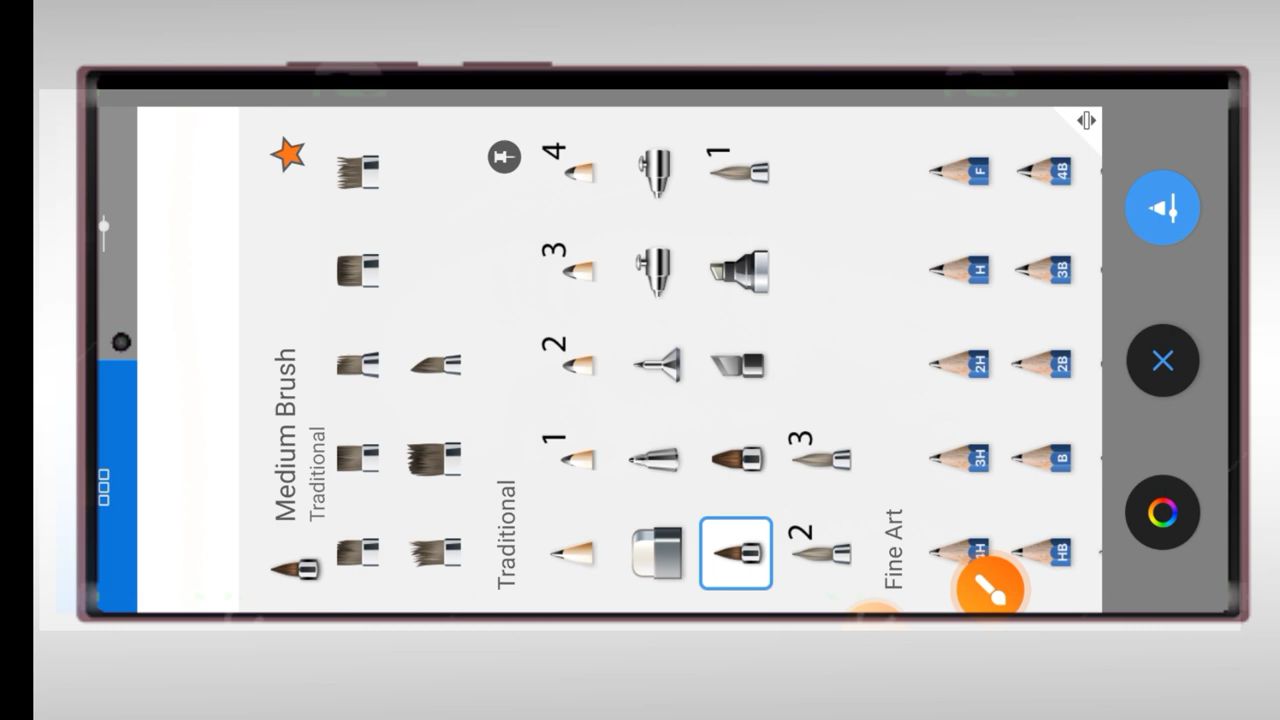 Medium Brush
Traditional
Traditional
1 2 3 4
1
2 3
Fine Art
4H 3H 2H H F
HB B 2B 3B 4B